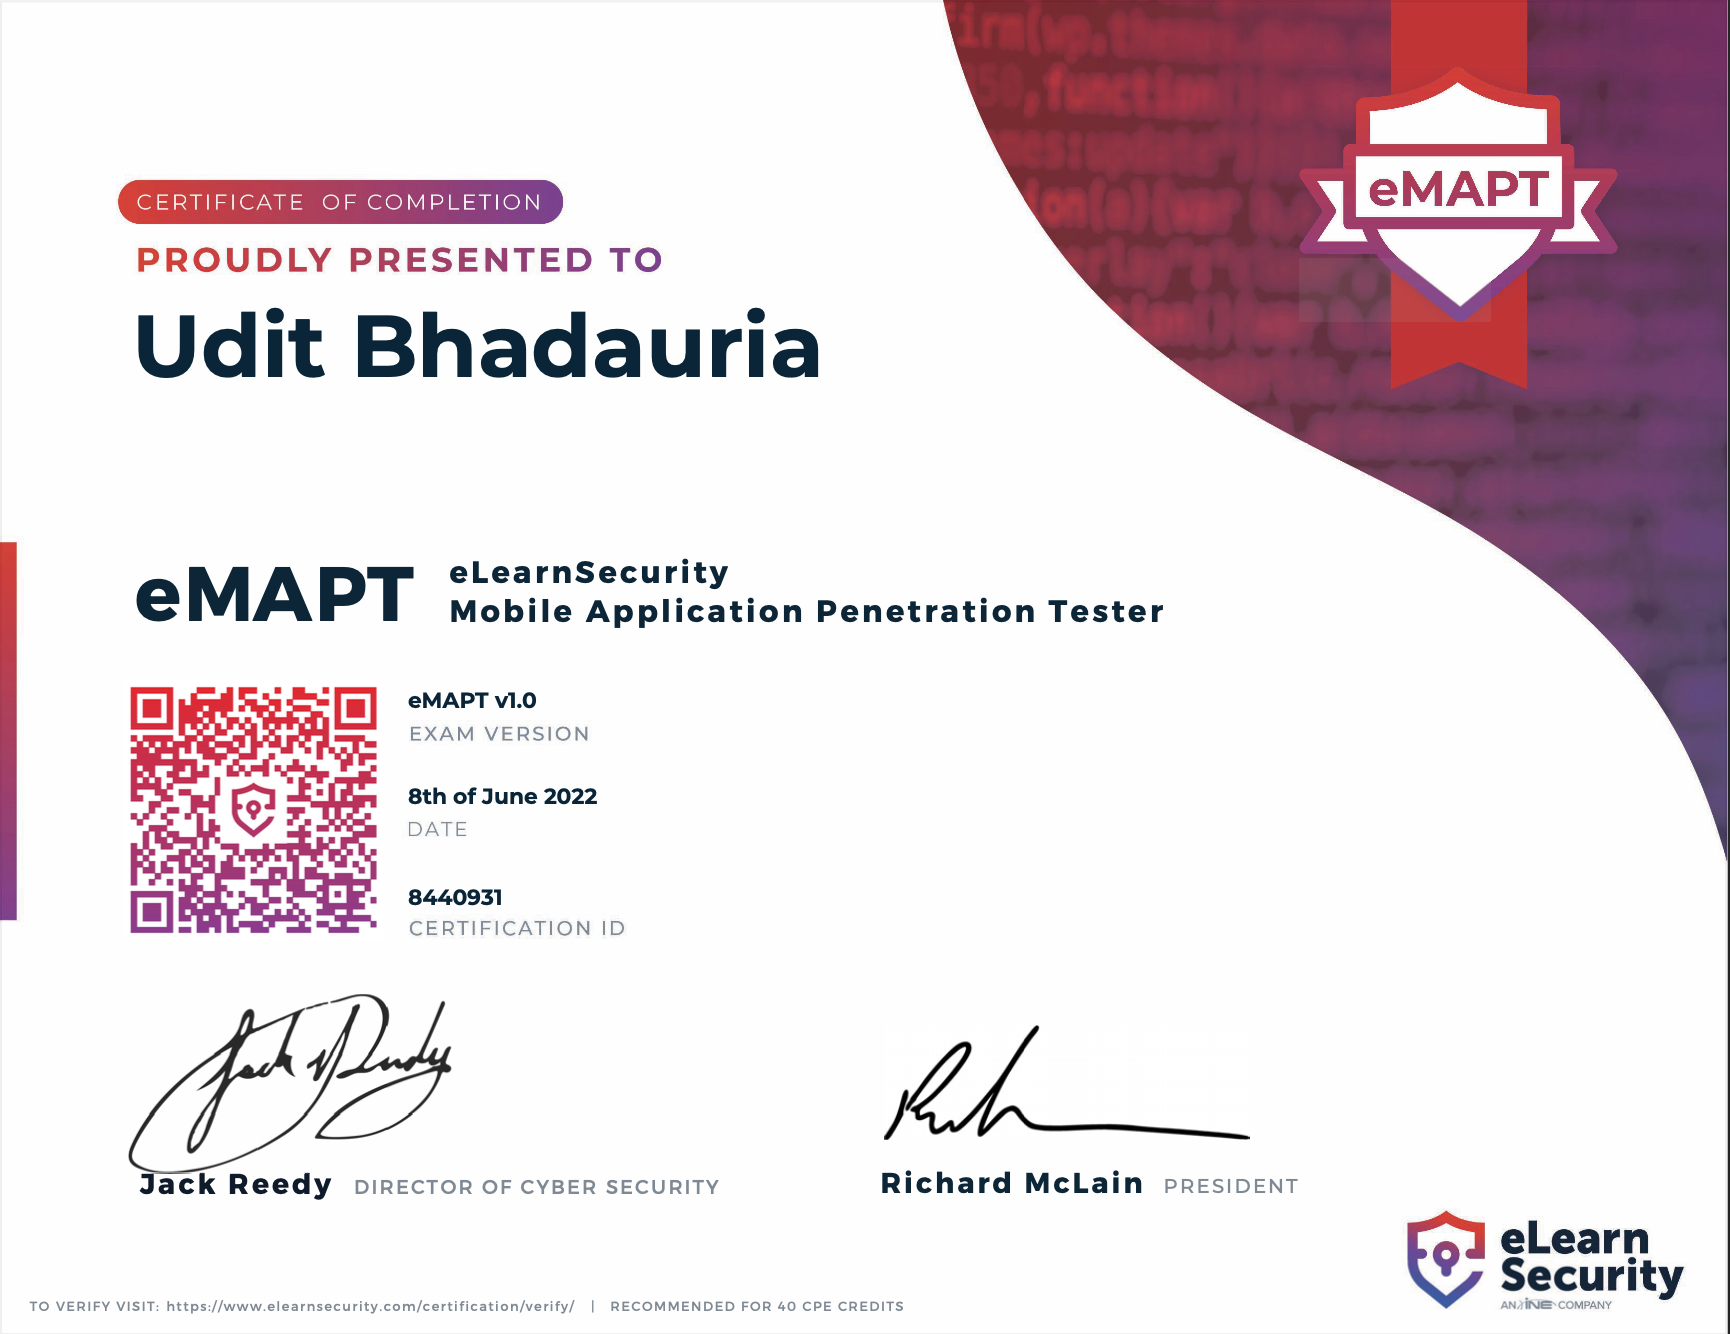 CERTIFICATE OF COMPLETION
PROUDLY PRESENTED TO
Udit Bhadauria
eMAPT
eMAPT
eLearnSecurity
Mobile Application Penetration Tester
eMAPT v1.0
EXAM VERSION
8th of June 2022
DATE
8440931
CERTIFICATION ID
Jack Reedy DIRECTOR OF CYBER SECURITY
Richard McLain PRESIDENT
eLearn
Security
AN INE COMPANY
TO VERIFY VISIT: https://www.elearnsecurity.com/certification/verify/ | RECOMMENDED FOR 40 CPE CREDITS